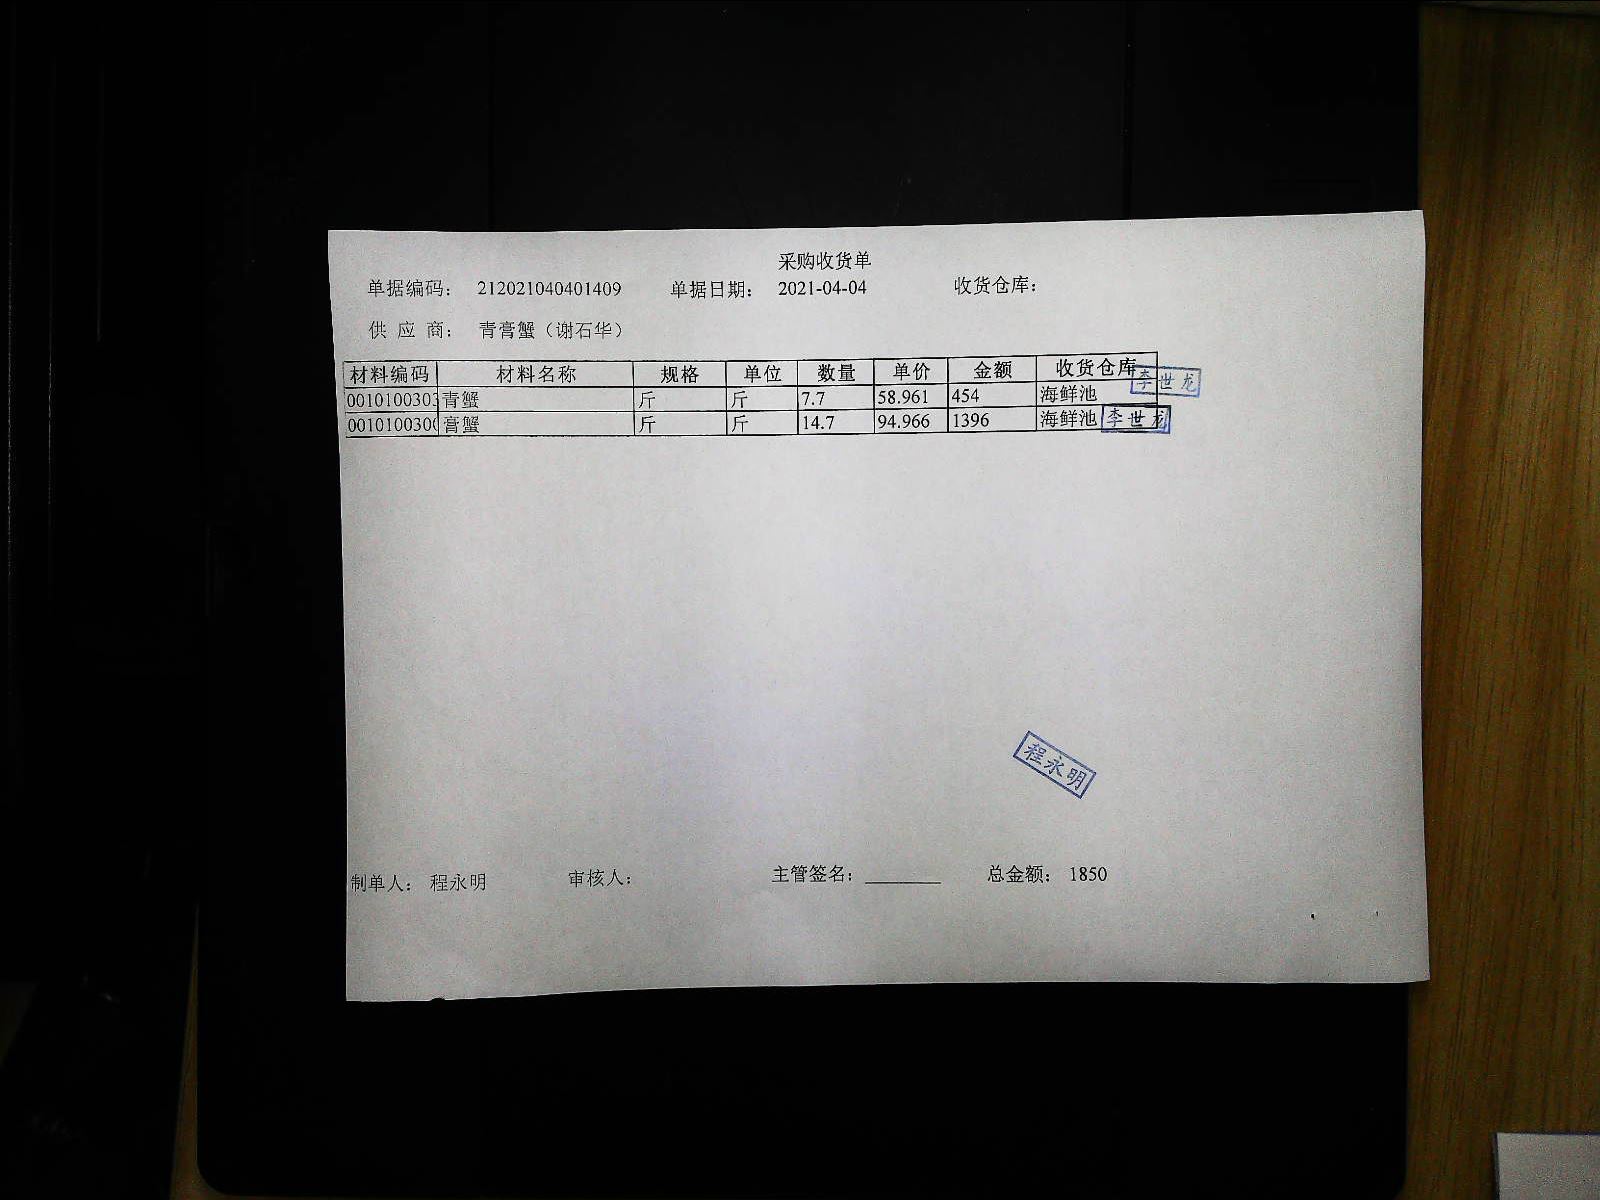 采购收货单
单据编码： 212021040401409 单据日期： 2021-04-04 收货仓库：
供 应 商： 青膏蟹（谢石华）
材料编码 材料名称 规格 单位 数量 单价 金额 收货仓库
0010100303 青蟹 斤 斤 7.7 58.961 454 海鲜池 李世龙
0010100300 膏蟹 斤 斤 14.7 94.966 1396 海鲜池 李世龙
程永明
制单人： 程永明 审核人： 主管签名： 总金额： 1850